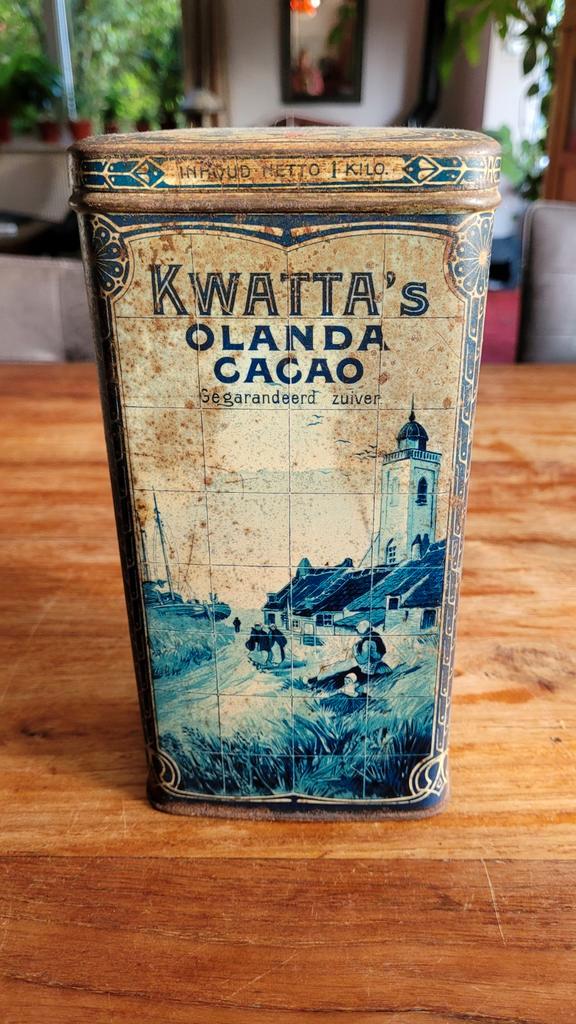 INHOUD NETTO 1 KILO.
KWATTA's
OLANDA
CACAO
Gegarandeerd zuiver